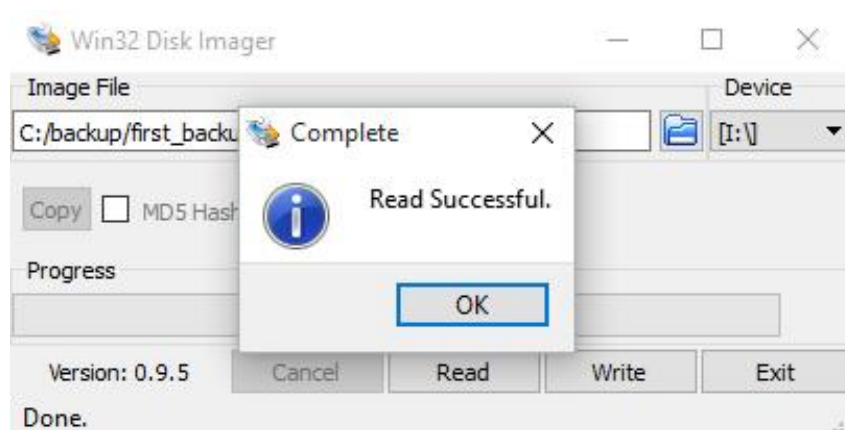 Win32 Disk Imager
Image File
Device
C:/backup/first_backu
[I:\]
Complete
Read Successful.
OK
Copy
MD5 Hash
Progress
Version: 0.9.5
Cancel
Read
Write
Exit
Done.